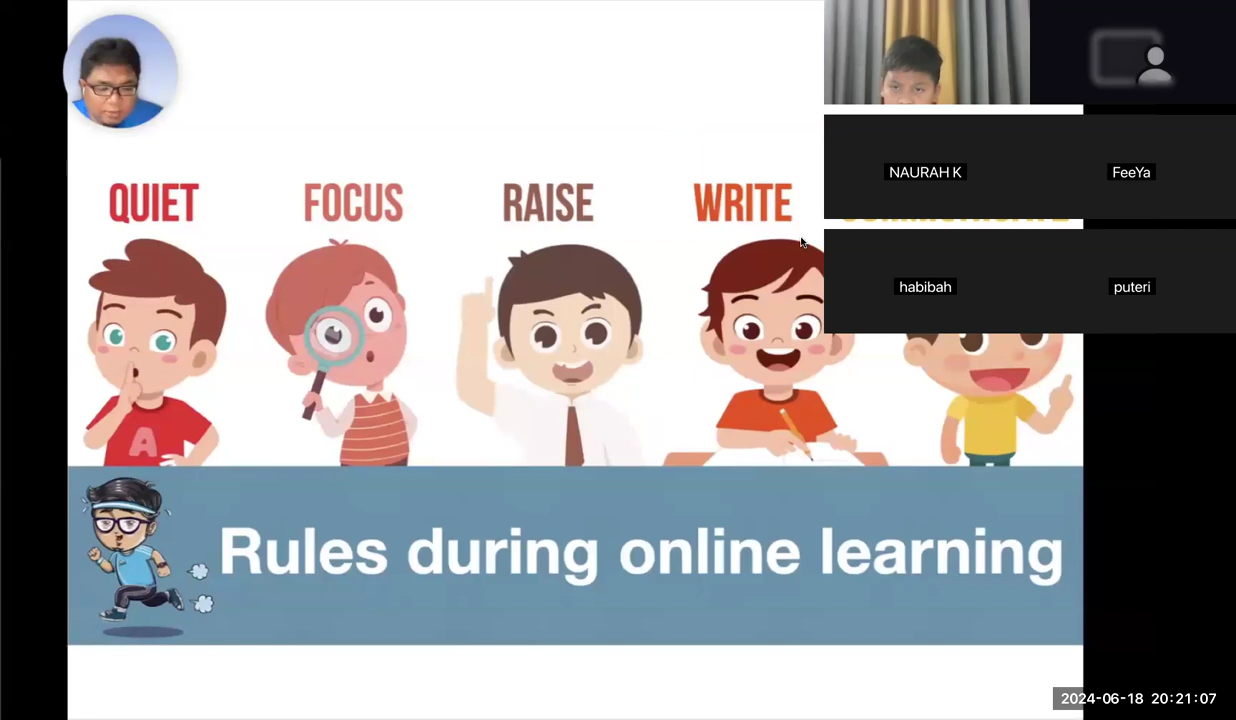 QUIET
FOCUS
RAISE
WRITE
NAURAH K
FeeYa
habibah
puteri
A
Rules during online learning
2024-06-18 20:21:07